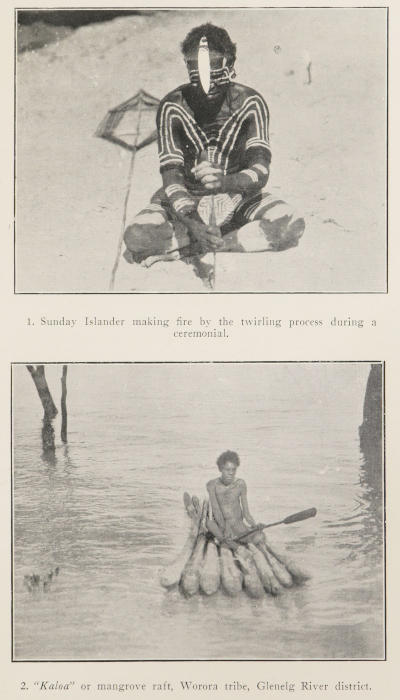 1. Sunday Islander making fire by the twirling process during a
ceremonial.
2. "Kaloa" or mangrove raft, Worora tribe, Glenelg River district.